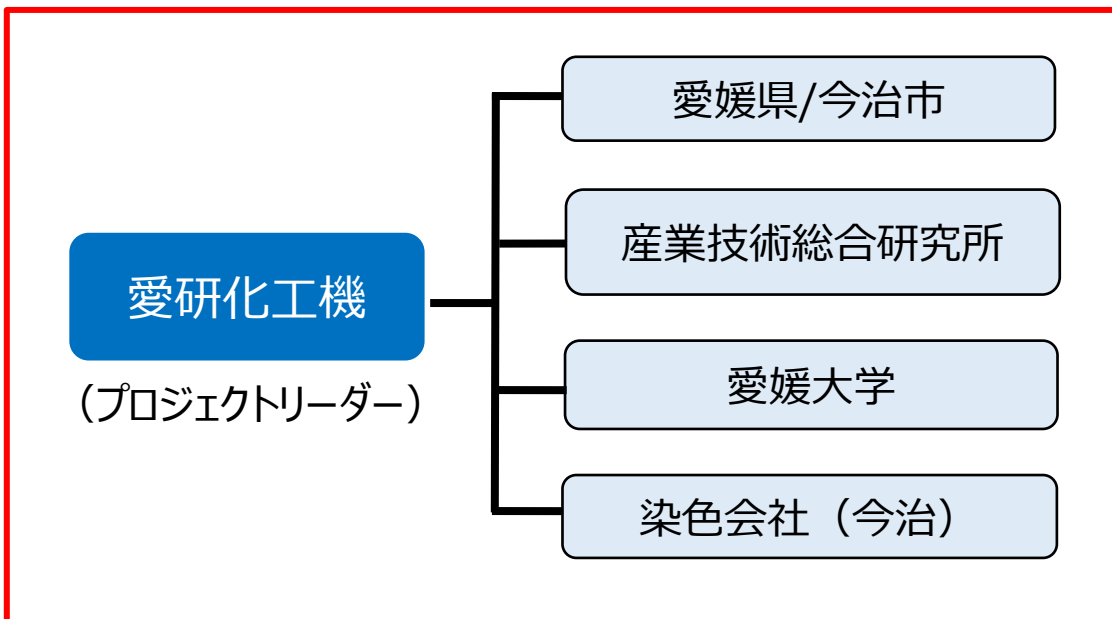 愛媛県/今治市
産業技術総合研究所
愛研化工機
(プロジェクトリーダー)
愛媛大学
染色会社（今治）